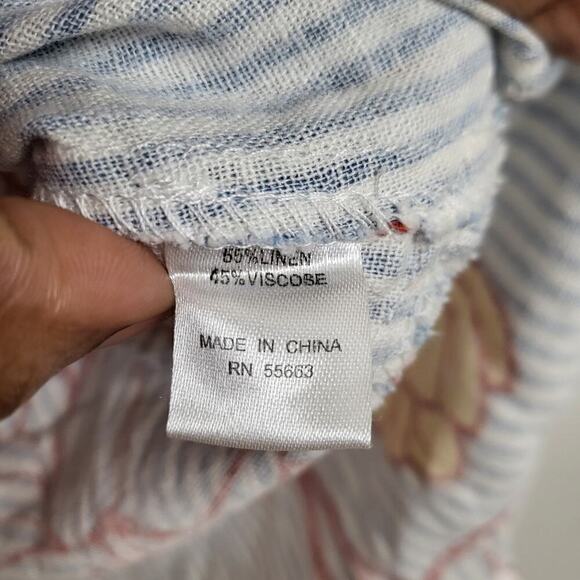 55%LINEN
45%VISCOSE
MADE IN CHINA
RN 55663